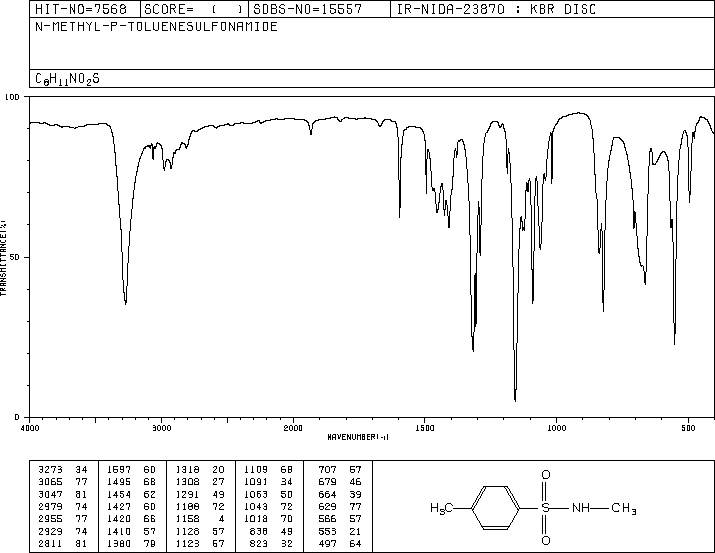 HIT-NO=7568 SCORE= ( ) SDBS-NO=15557 IR-NIDA-23870 : KBR DISC
N-METHYL-P-TOLUENESULFONAMIDE
C8H11NO2S
100
50
0
TRANSMITTANCE(%)
4000 3000 2000 1500 1000 500
WAVENUMBER(-1)
3273 34 1597 60 1318 20 1109 68 707 57
3065 77 1495 68 1308 27 1091 34 679 46
3047 81 1454 62 1291 49 1063 50 664 39
2979 74 1427 60 1188 72 1043 72 629 77
2955 77 1420 66 1158 4 1018 70 566 57
2929 74 1410 57 1128 57 838 49 553 21
2811 81 1380 79 1123 57 823 32 497 64
O
H3C S NH CH3
O